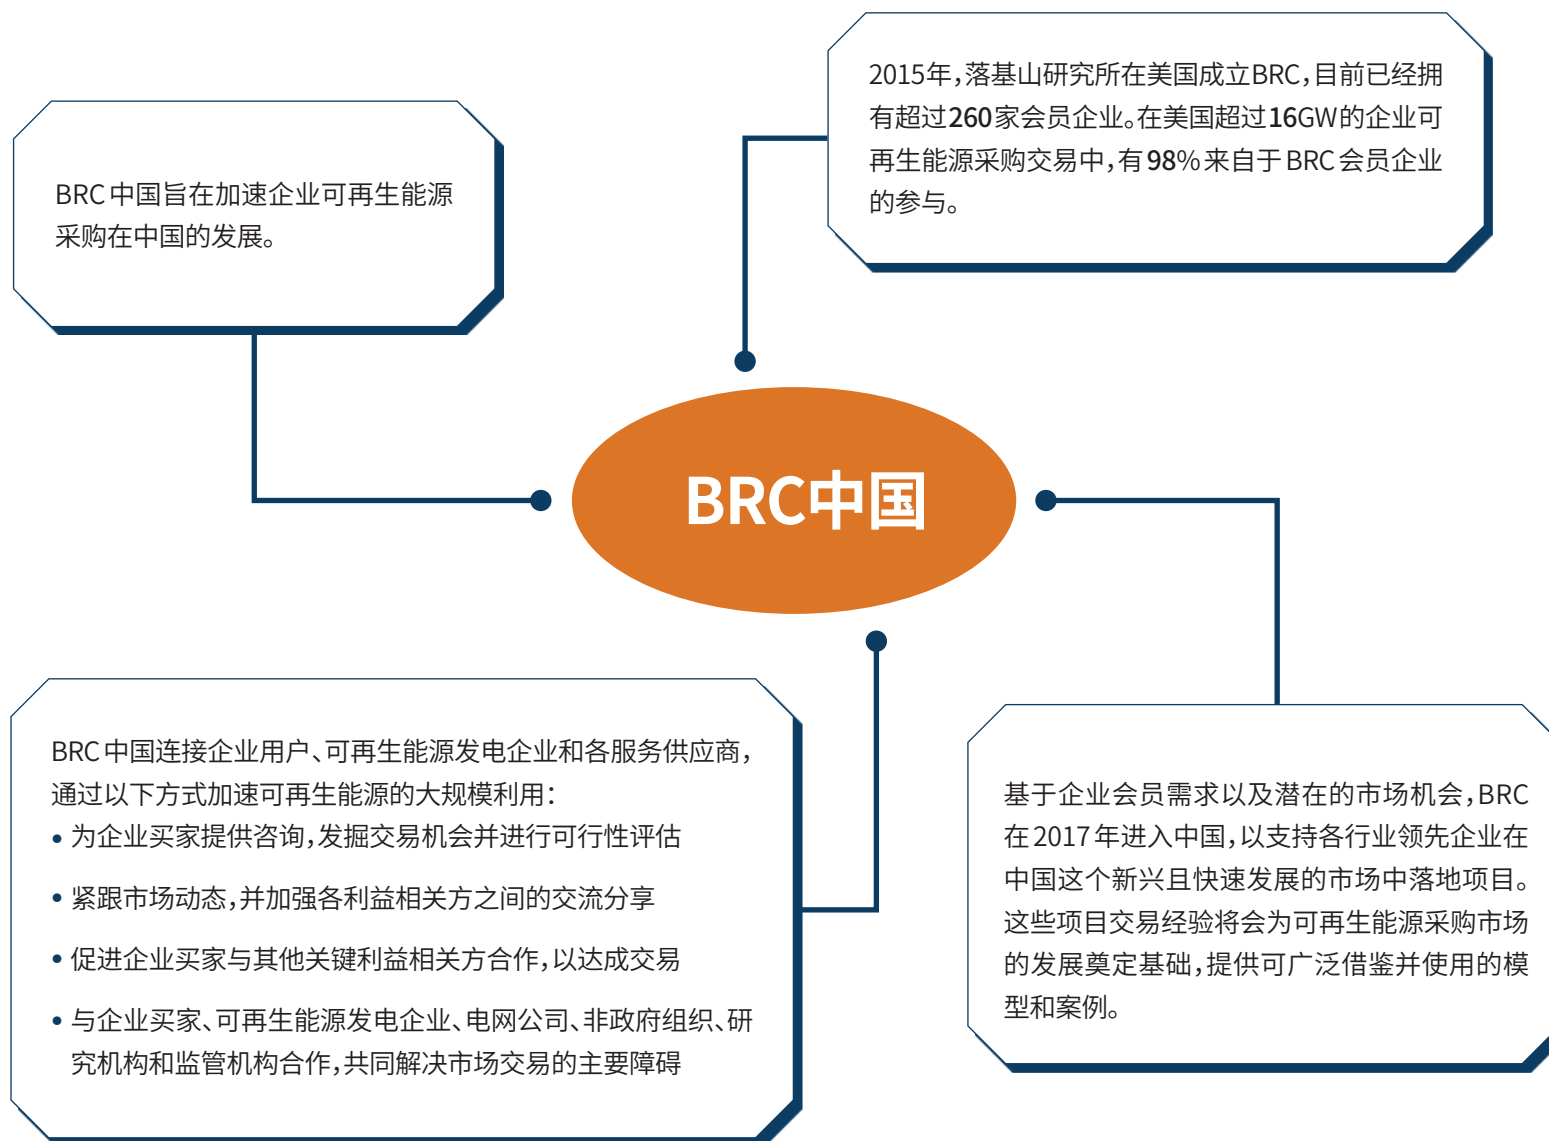 BRC中国旨在加速企业可再生能源
采购在中国的发展。
2015年,落基山研究所在美国成立BRC,目前已经拥
有超过260家会员企业。在美国超过16GW的企业可
再生能源采购交易中,有98%来自于BRC会员企业
的参与。
BRC中国
BRC中国连接企业用户、可再生能源发电企业和各服务供应商,
通过以下方式加速可再生能源的大规模利用：
• 为企业买家提供咨询,发掘交易机会并进行可行性评估
• 紧跟市场动态,并加强各利益相关方之间的交流分享
• 促进企业买家与其他关键利益相关方合作,以达成交易
• 与企业买家、可再生能源发电企业、电网公司、非政府组织、研
究机构和监管机构合作,共同解决市场交易的主要障碍
基于企业会员需求以及潜在的市场机会,BRC
在2017年进入中国,以支持各行业领先企业在
中国这个新兴且快速发展的市场中落地项目。
这些项目交易经验将会为可再生能源采购市场
的发展奠定基础,提供可广泛借鉴并使用的模
型和案例。